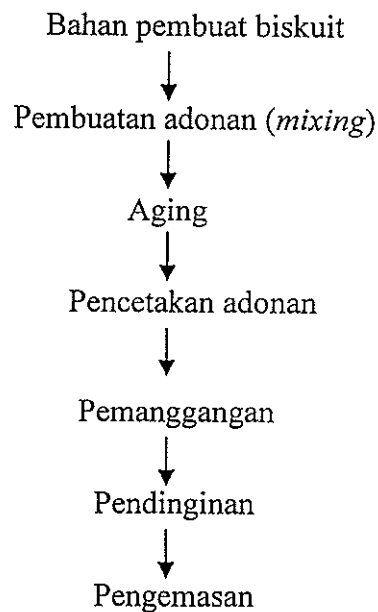 Bahan pembuat biskuit
Pembuatan adonan (mixing)
Aging
Pencetakan adonan
Pemanggangan
Pendinginan
Pengemasan